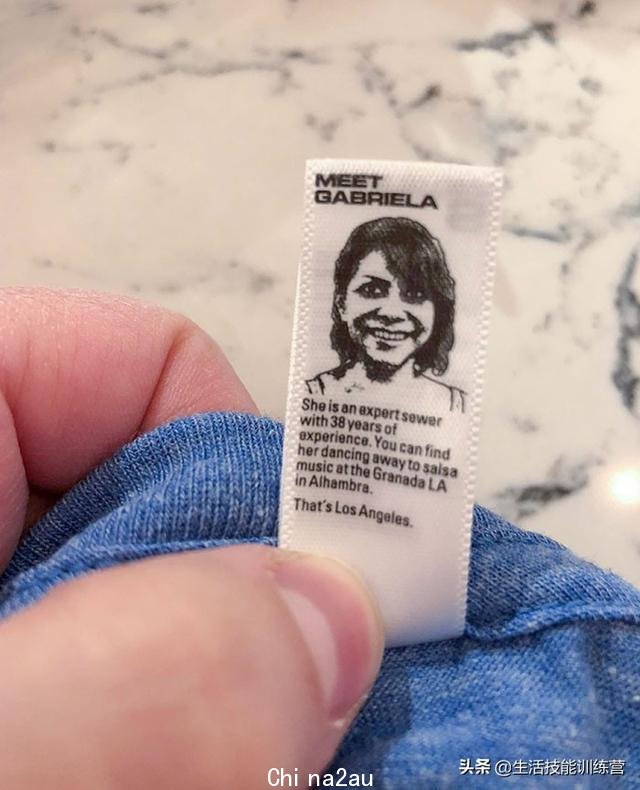 MEET
GABRIELA
She is an expert sewer
with 38 years of
experience. You can find
her dancing away to salsa
music at the Granada LA
in Alhambra.
That's Los Angeles.
头条 @生活技能训练营
Chi na2au